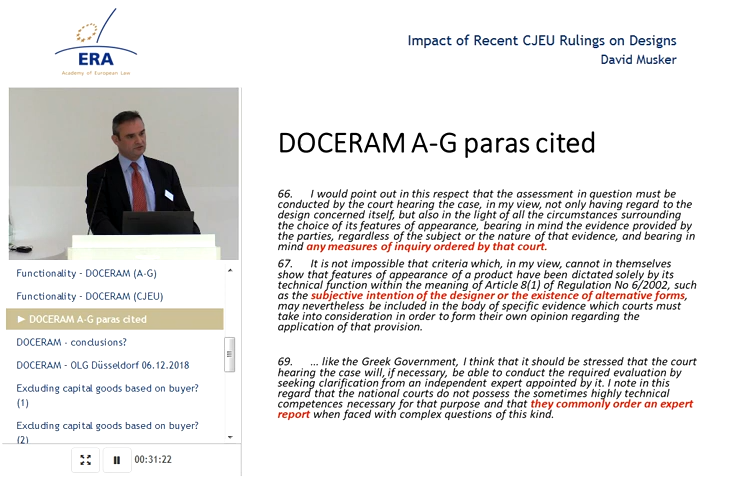 ERA
Academy of European Law
Impact of Recent CJEU Rulings on Designs
David Musker
Functionality - DOCERAM (A-G)
Functionality - DOCERAM (CJEU)
► DOCERAM A-G paras cited
DOCERAM - conclusions?
DOCERAM - OLG Düsseldorf 06.12.2018
Excluding capital goods based on buyer?
(1)
Excluding capital goods based on buyer?
(2)
00:31:22
DOCERAM A-G paras cited
66. I would point out in this respect that the assessment in question must be
conducted by the court hearing the case, in my view, not only having regard to the
design concerned itself, but also in the light of all the circumstances surrounding
the choice of its features of appearance, bearing in mind the evidence provided by
the parties, regardless of the subject or the nature of that evidence, and bearing in
mind any measures of inquiry ordered by that court.
67. It is not impossible that criteria which, in my view, cannot in themselves
show that features of appearance of a product have been dictated solely by its
technical function within the meaning of Article 8(1) of Regulation No 6/2002, such
as the subjective intention of the designer or the existence of alternative forms,
may nevertheless be included in the body of specific evidence which courts must
take into consideration in order to form their own opinion regarding the
application of that provision.
69. ... like the Greek Government, I think that it should be stressed that the court
hearing the case will, if necessary, be able to conduct the required evaluation by
seeking clarification from an independent expert appointed by it. I note in this
regard that the national courts do not possess the sometimes highly technical
competences necessary for that purpose and that they commonly order an expert
report when faced with complex questions of this kind.